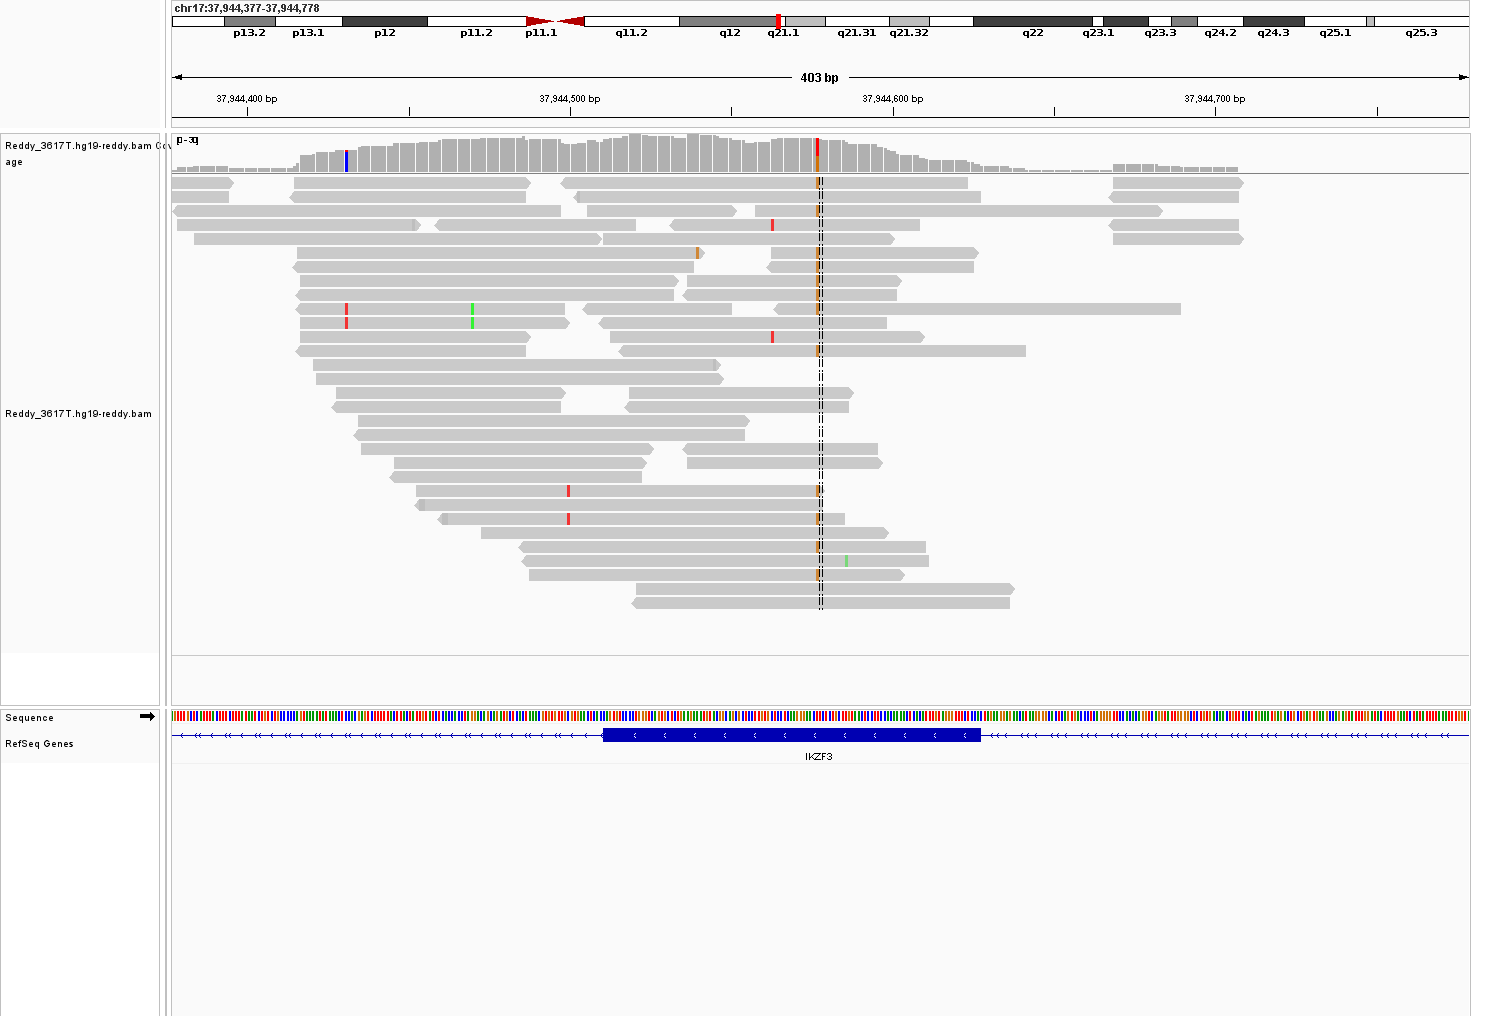 chr17:37,944,377-37,944,778
p13.2 p13.1 p12 p11.2 p11.1 q11.2 q12 q21.1 q21.31 q21.32 q22 q23.1 q23.3 q24.2 q24.3 q25.1 q25.3
403 bp
37,944,400 bp 37,944,500 bp 37,944,600 bp 37,944,700 bp
[0 - 30]
Reddy_3617T.hg19-reddy.bam Cov
age
Reddy_3617T.hg19-reddy.bam
Sequence
RefSeq Genes
IKZF3